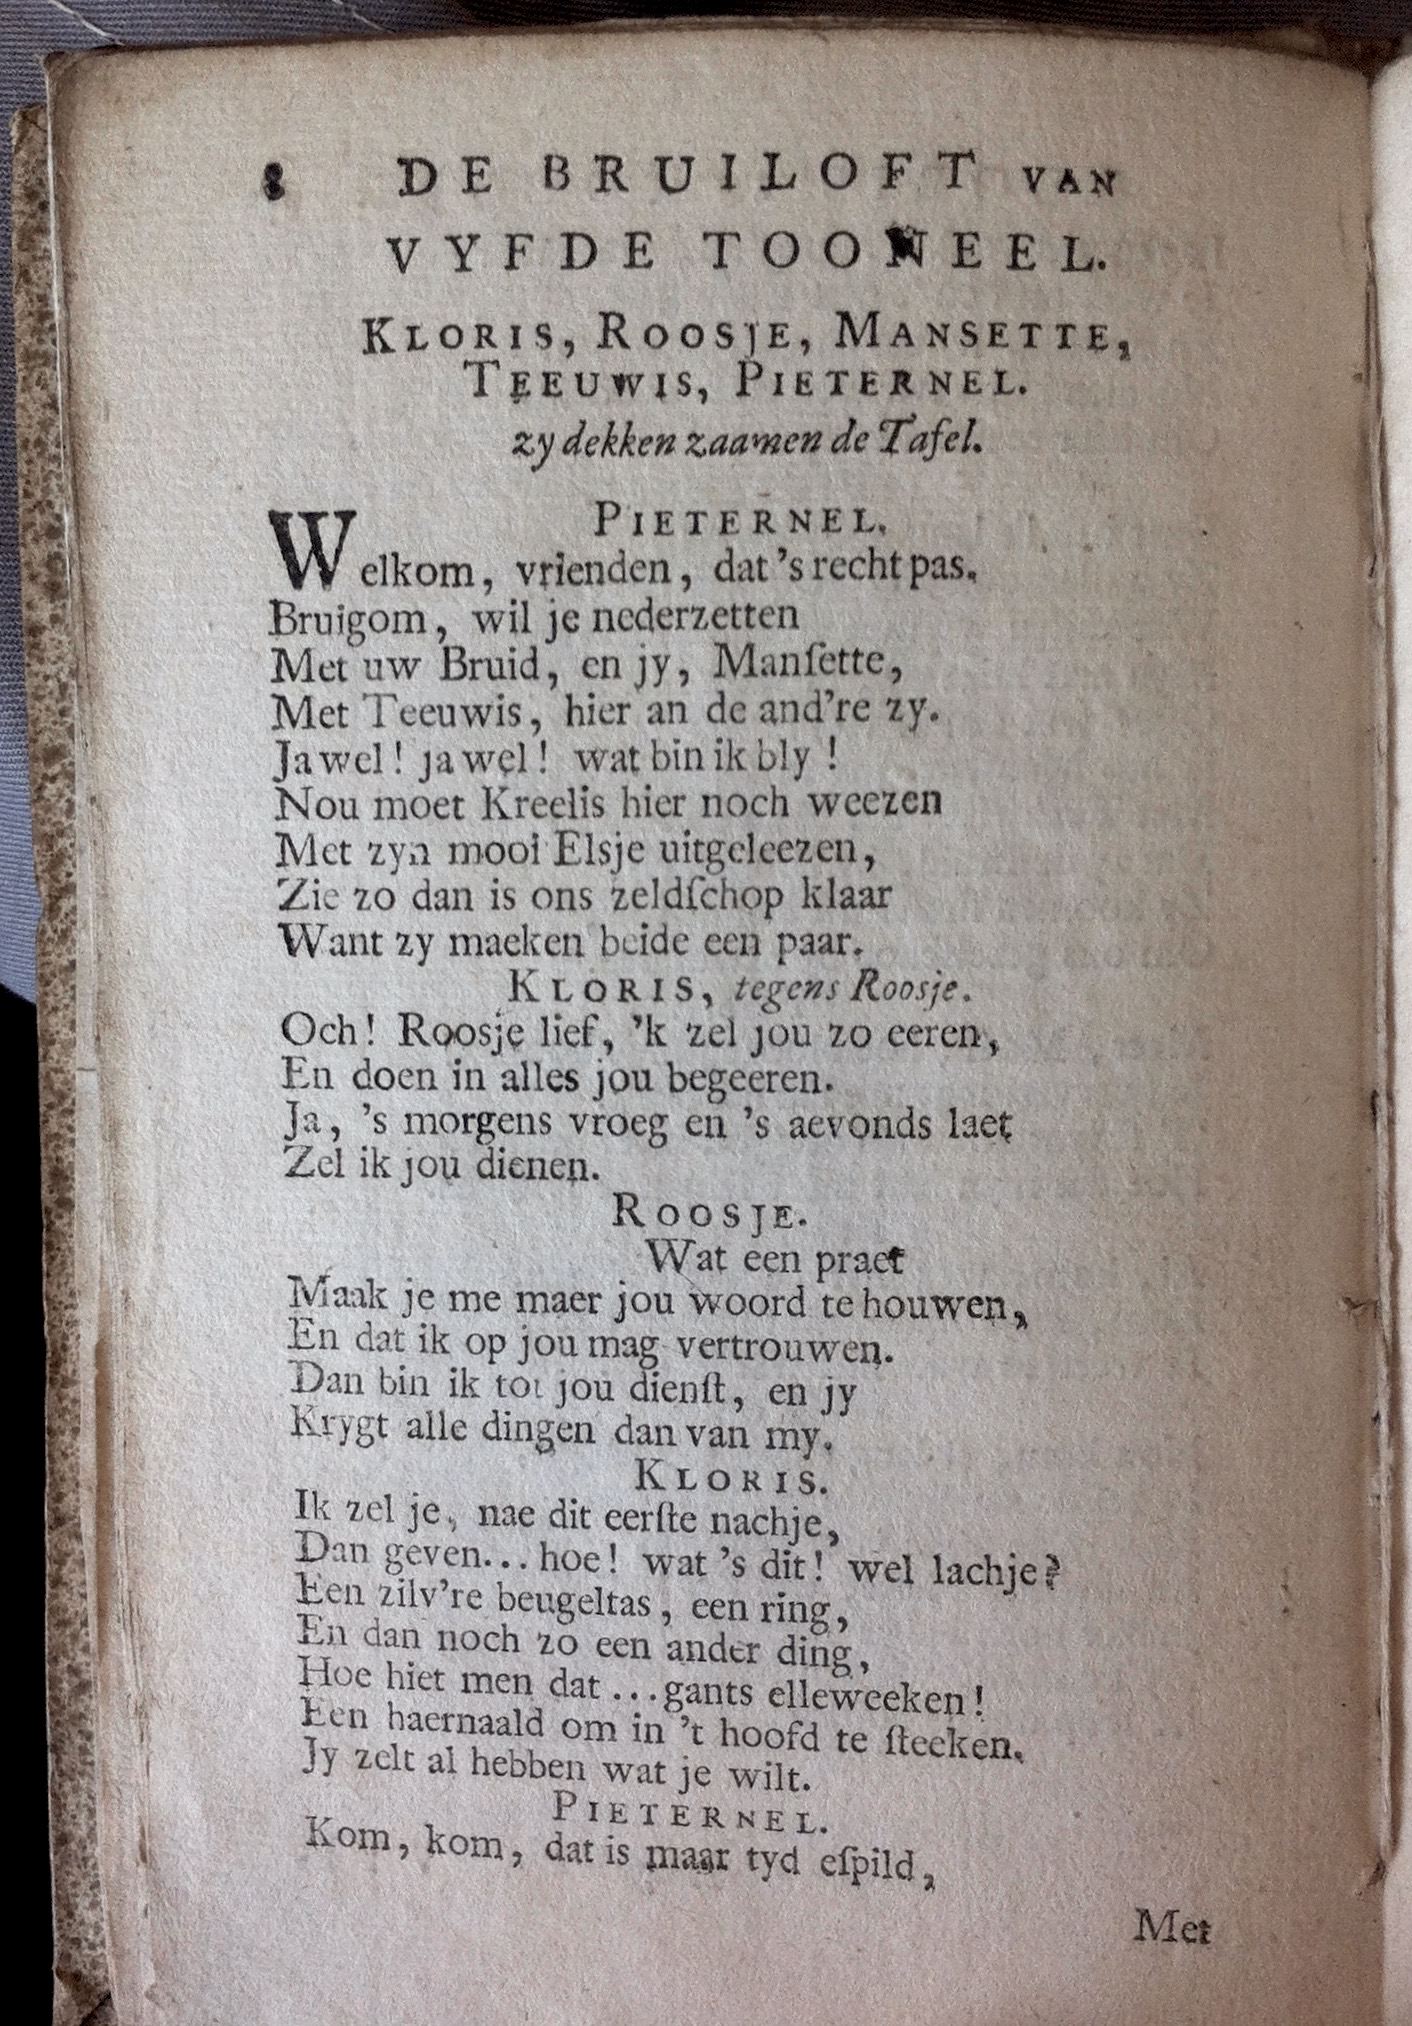 8 DE BRUILOFT VAN
VYFDE TOONEEL.
KLORIS, ROOSJE, MANSETTE,
TEEUWIS, PIETERNEL.
zy dekken zaamen de Tafel.
PIETERNEL.
Welkom, vrienden, dat 's recht pas.
Bruigom, wil je nederzetten
Met uw Bruid, en jy, Manſette,
Met Teeuwis, hier an de and're zy.
Ja wel! ja wel! wat bin ik bly!
Nou moet Kreelis hier noch weezen
Met zyn mooi Elsje uitgeleezen,
Zie zo dan is ons zeldſchop klaar
Want zy maeken beide een paar.
KLORIS, tegens Roosje.
Och! Roosje lief, 'k zel jou zo eeren,
En doen in alles jou begeeren.
Ja, 's morgens vroeg en 's aevonds laet
Zel ik jou dienen.
ROOSJE.
Wat een praet
Maak je me maer jou woord te houwen,
En dat ik op jou mag vertrouwen.
Dan bin ik tot jou dienſt, en jy
Krygt alle dingen dan van my.
KLORIS.
Ik zel je, nae dit eerſte nachje,
Dan geven... hoe! wat 's dit! wel lachje?
Een zilv're beugeltas, een ring,
En dan noch zo een ander ding,
Hoe hiet men dat ... gants elleweeken!
Een haernaald om in 't hoofd te ſteeken.
Jy zelt al hebben wat je wilt.
PIETERNEL.
Kom, kom, dat is maar tyd eſpild,
Met